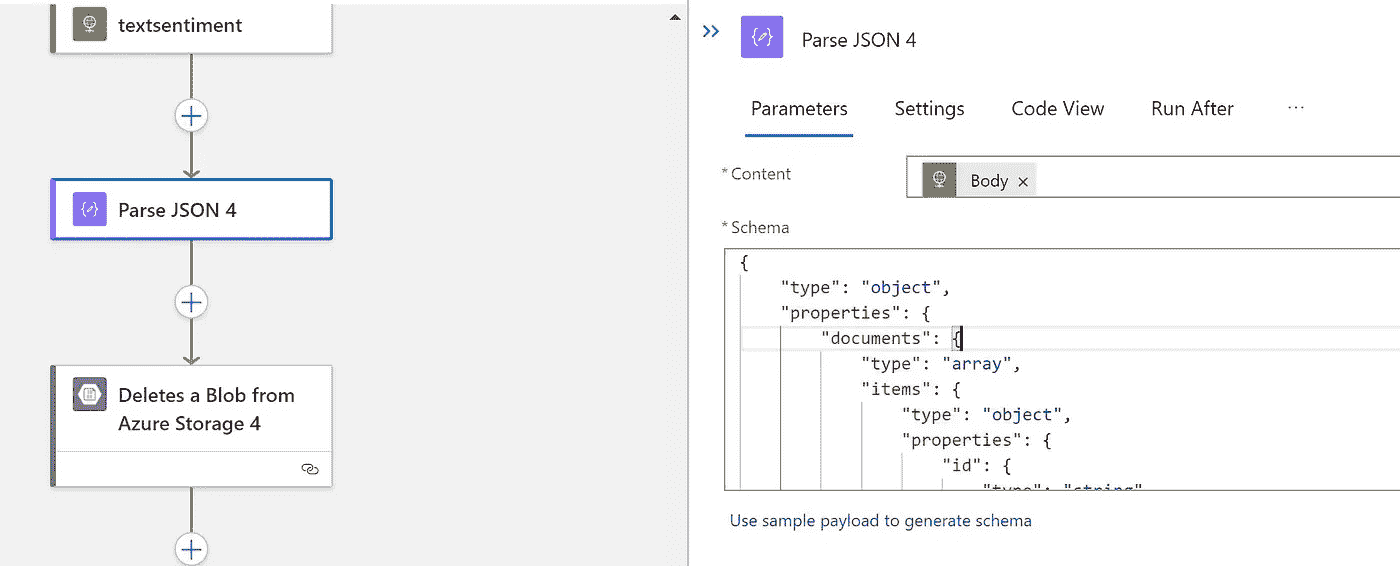 textsentiment
Parse JSON 4
Deletes a Blob from
Azure Storage 4
Parse JSON 4
Parameters Settings Code View Run After ...
* Content
Body ×
* Schema
{
"type": "object",
"properties": {
"documents": {
"type": "array",
"items": {
"type": "object",
"properties": {
"id": {
"type": "string"
Use sample payload to generate schema